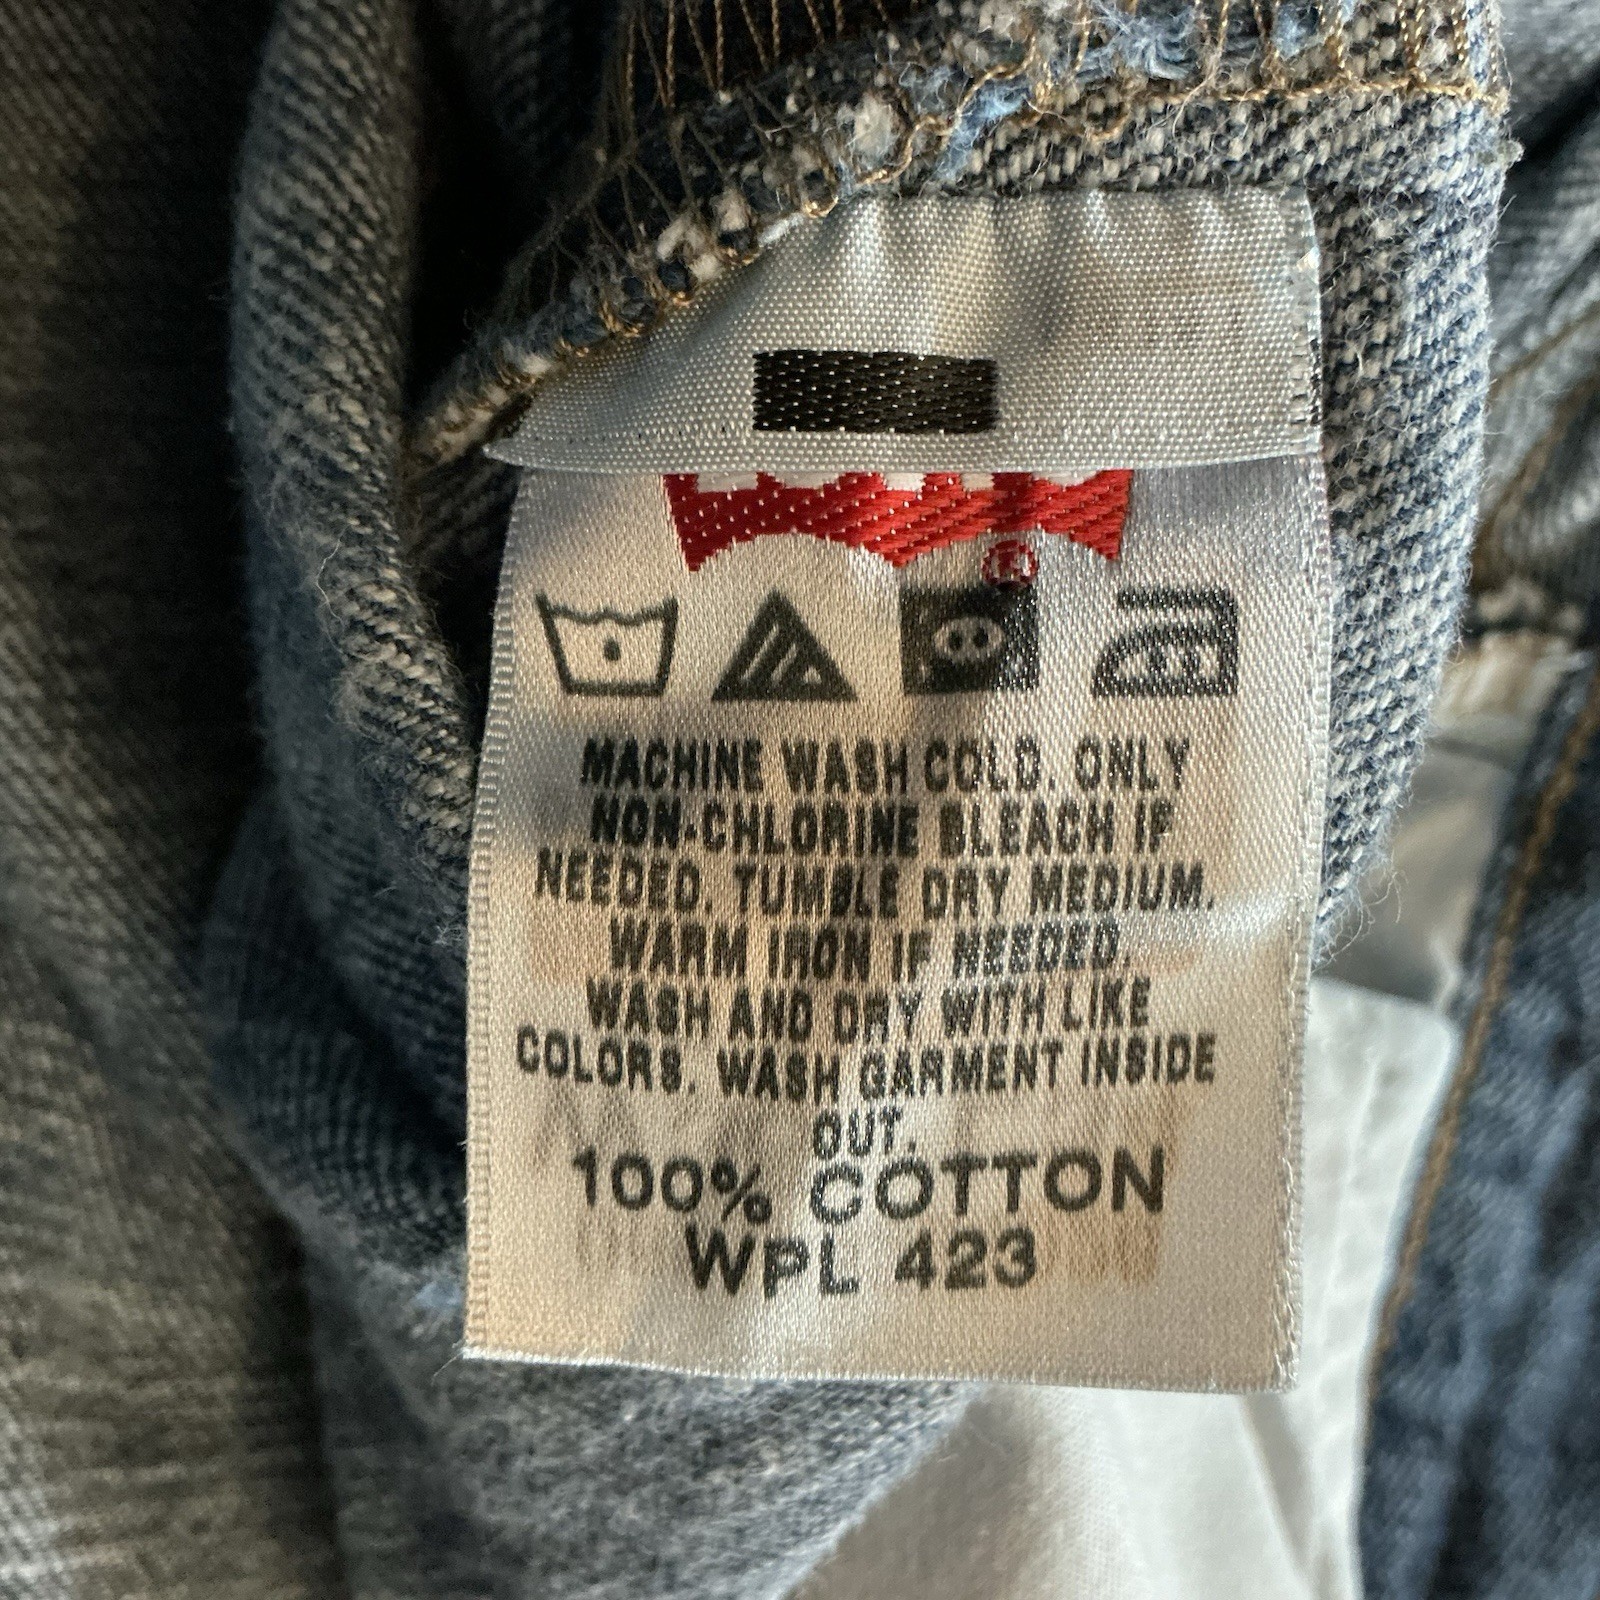 ®
MACHINE WASH COLD. ONLY
NON-CHLORINE BLEACH IF
NEEDED. TUMBLE DRY MEDIUM.
WARM IRON IF NEEDED.
WASH AND DRY WITH LIKE
COLORS. WASH GARMENT INSIDE
OUT.
100% COTTON
WPL 423